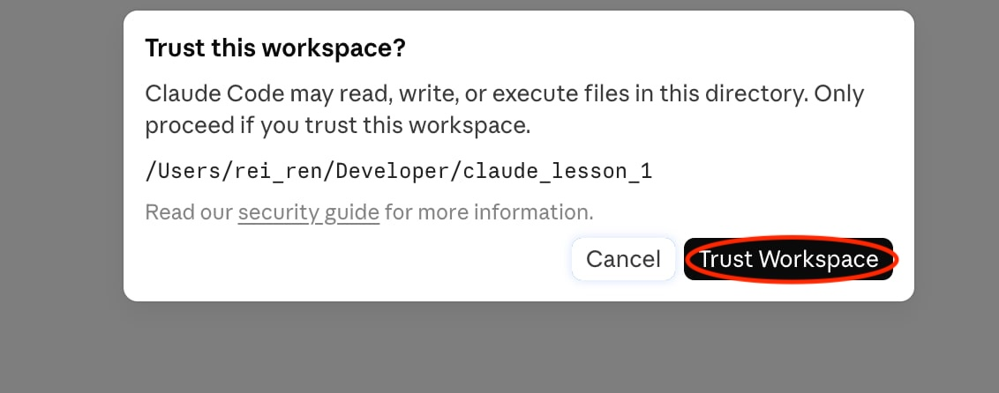 Trust this workspace?
Claude Code may read, write, or execute files in this directory. Only
proceed if you trust this workspace.
/Users/rei_ren/Developer/claude_lesson_1
Read our security guide for more information.
Cancel
Trust Workspace